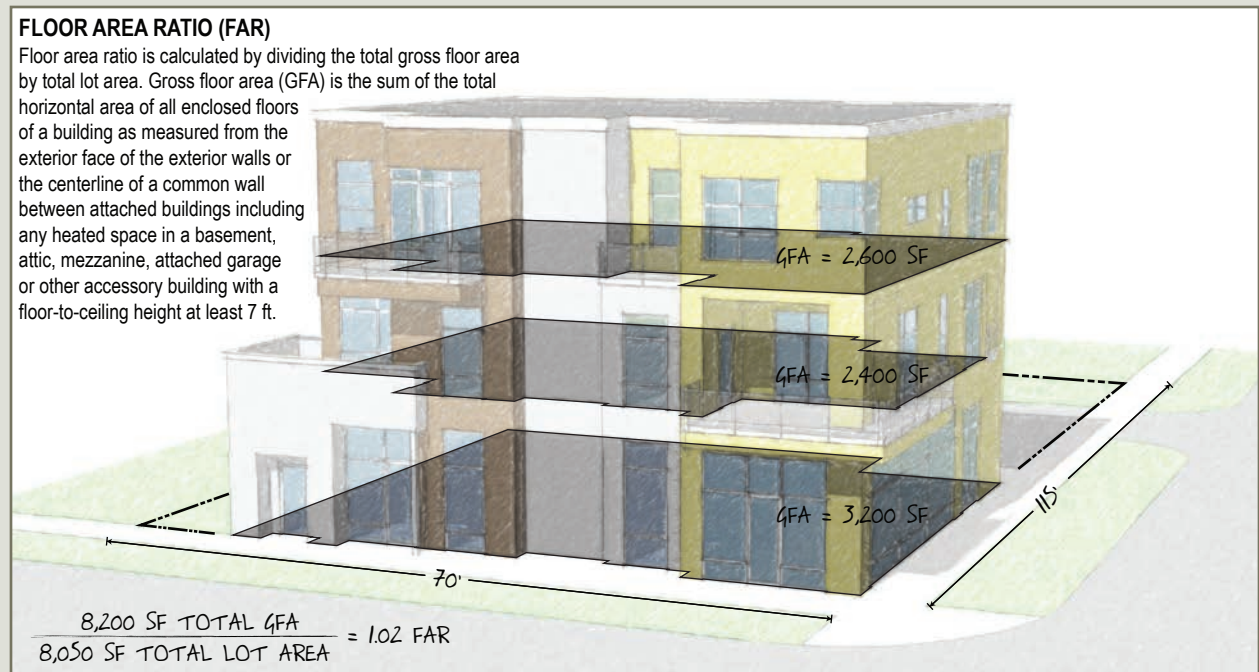 FLOOR AREA RATIO (FAR)
Floor area ratio is calculated by dividing the total gross floor area
by total lot area. Gross floor area (GFA) is the sum of the total
horizontal area of all enclosed floors
of a building as measured from the
exterior face of the exterior walls or
the centerline of a common wall
between attached buildings including
any heated space in a basement,
attic, mezzanine, attached garage
or other accessory building with a
floor-to-ceiling height at least 7 ft.
GFA = 2,600 SF
GFA = 2,400 SF
GFA = 3,200 SF
115'
70'
8,200 SF TOTAL GFA
8,050 SF TOTAL LOT AREA
= 1.02 FAR